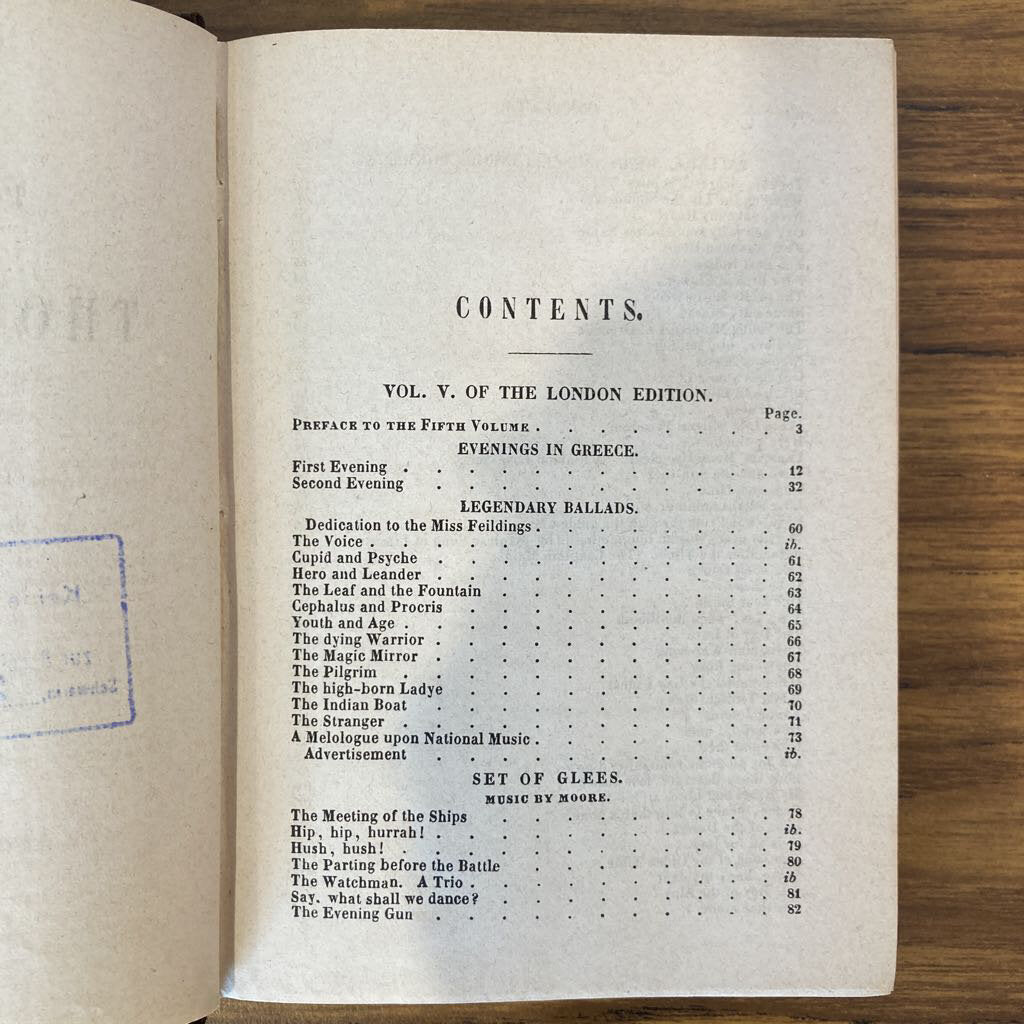 CONTENTS.
VOL. V. OF THE LONDON EDITION.
Page.
PREFACE TO THE FIFTH VOLUME . . . . . . . . . 3
EVENINGS IN GREECE.
First Evening . . . . . . . . . . . . 12
Second Evening . . . . . . . . . . . 32
LEGENDARY BALLADS.
Dedication to the Miss Feildings . . . . . . . . 60
The Voice . . . . . . . . . . . . . ib.
Cupid and Psyche . . . . . . . . . . . 61
Hero and Leander . . . . . . . . . . . 62
The Leaf and the Fountain . . . . . . . . . 63
Cephalus and Procris . . . . . . . . . . 64
Youth and Age . . . . . . . . . . . . 65
The dying Warrior . . . . . . . . . . . 66
The Magic Mirror . . . . . . . . . . . 67
The Pilgrim . . . . . . . . . . . . 68
The high-born Ladye . . . . . . . . . . 69
The Indian Boat . . . . . . . . . . . 70
The Stranger . . . . . . . . . . . . 71
A Melologue upon National Music . . . . . . . . 73
Advertisement . . . . . . . . . . . ib.
SET OF GLEES.
MUSIC BY MOORE.
The Meeting of the Ships . . . . . . . . . 78
Hip, hip, hurrah! . . . . . . . . . . . ib.
Hush, hush! . . . . . . . . . . . . 79
The Parting before the Battle . . . . . . . . 80
The Watchman. A Trio . . . . . . . . . . ib
Say. what shall we dance? . . . . . . . . . 81
The Evening Gun . . . . . . . . . . . 82